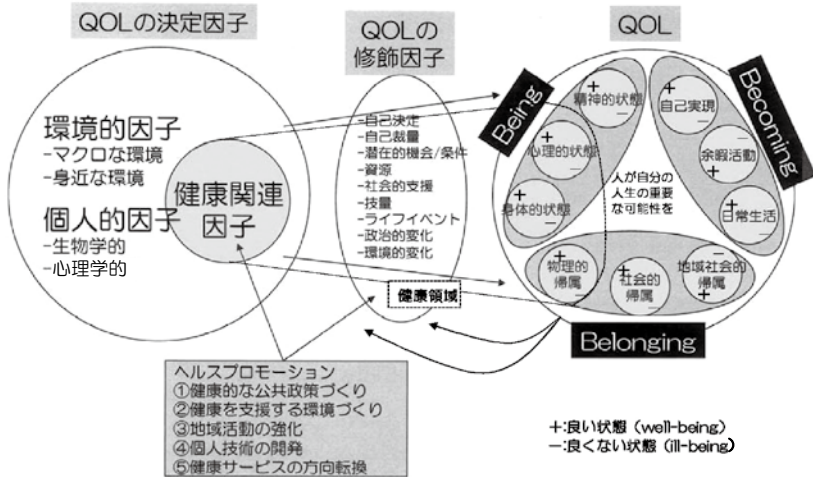 QOLの決定因子
環境的因子
-マクロな環境
-身近な環境
個人的因子
-生物学的
-心理学的
健康関連
因子
QOLの
修飾因子
-自己決定
-自己裁量
-潜在的機会/条件
-資源
-社会的支援
-技量
-ライフイベント
-政治的変化
-環境的変化
健康領域
QOL
Being
+
精神的状態
−
+
心理的状態
−
+
身体的状態
−
Becoming
+
自己実現
−
−
余暇活動
+
+
日常生活
−
人が自分の
人生の重要
な可能性を
+
物理的
帰属
−
+
社会的
帰属
−
−
地域社会的
帰属
+
Belonging
ヘルスプロモーション
①健康的な公共政策づくり
②健康を支援する環境づくり
③地域活動の強化
④個人技術の開発
⑤健康サービスの方向転換
+:良い状態（well-being）
−:良くない状態（ill-being）